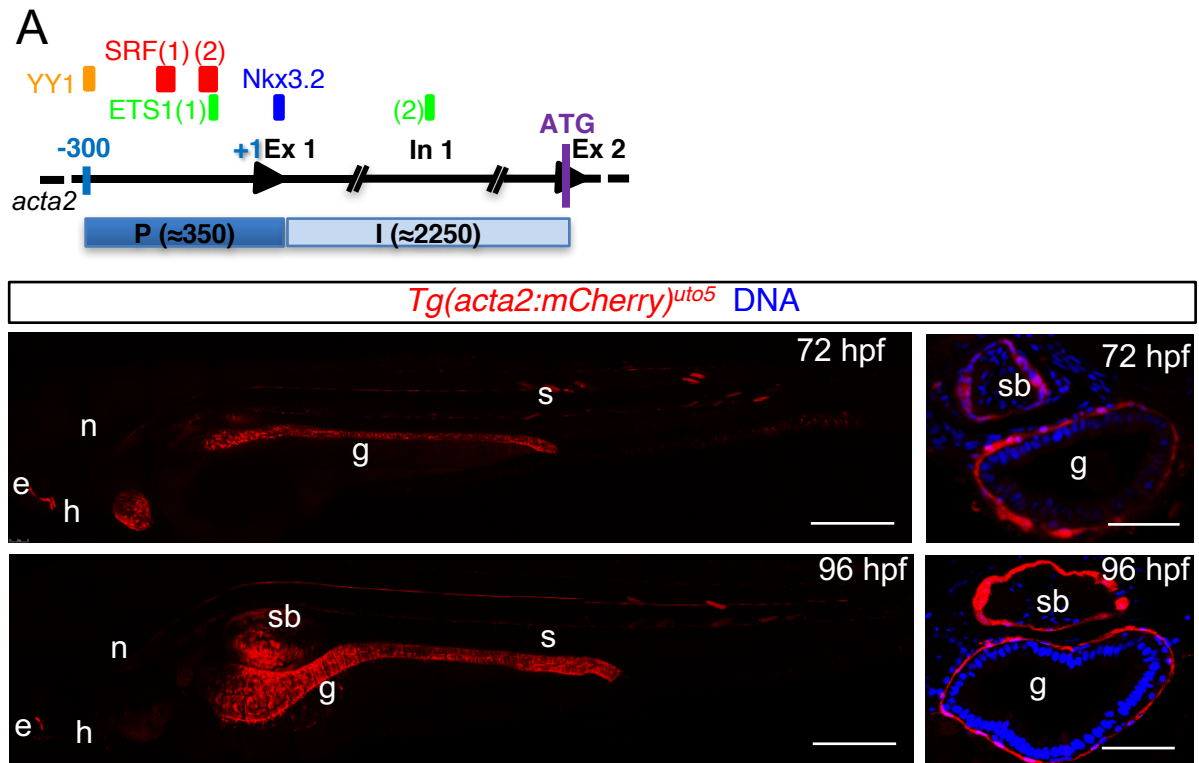 A
SRF(1) (2)
YY1
Nkx3.2
ETS1(1)
(2)
ATG
-300
+1 Ex 1
In 1
Ex 2
acta2
P (≈350)
I (≈2250)
Tg(acta2:mCherry)uto5 DNA
72 hpf
s
n
g
e
h
72 hpf
sb
g
96 hpf
sb
s
n
g
e
h
96 hpf
sb
g